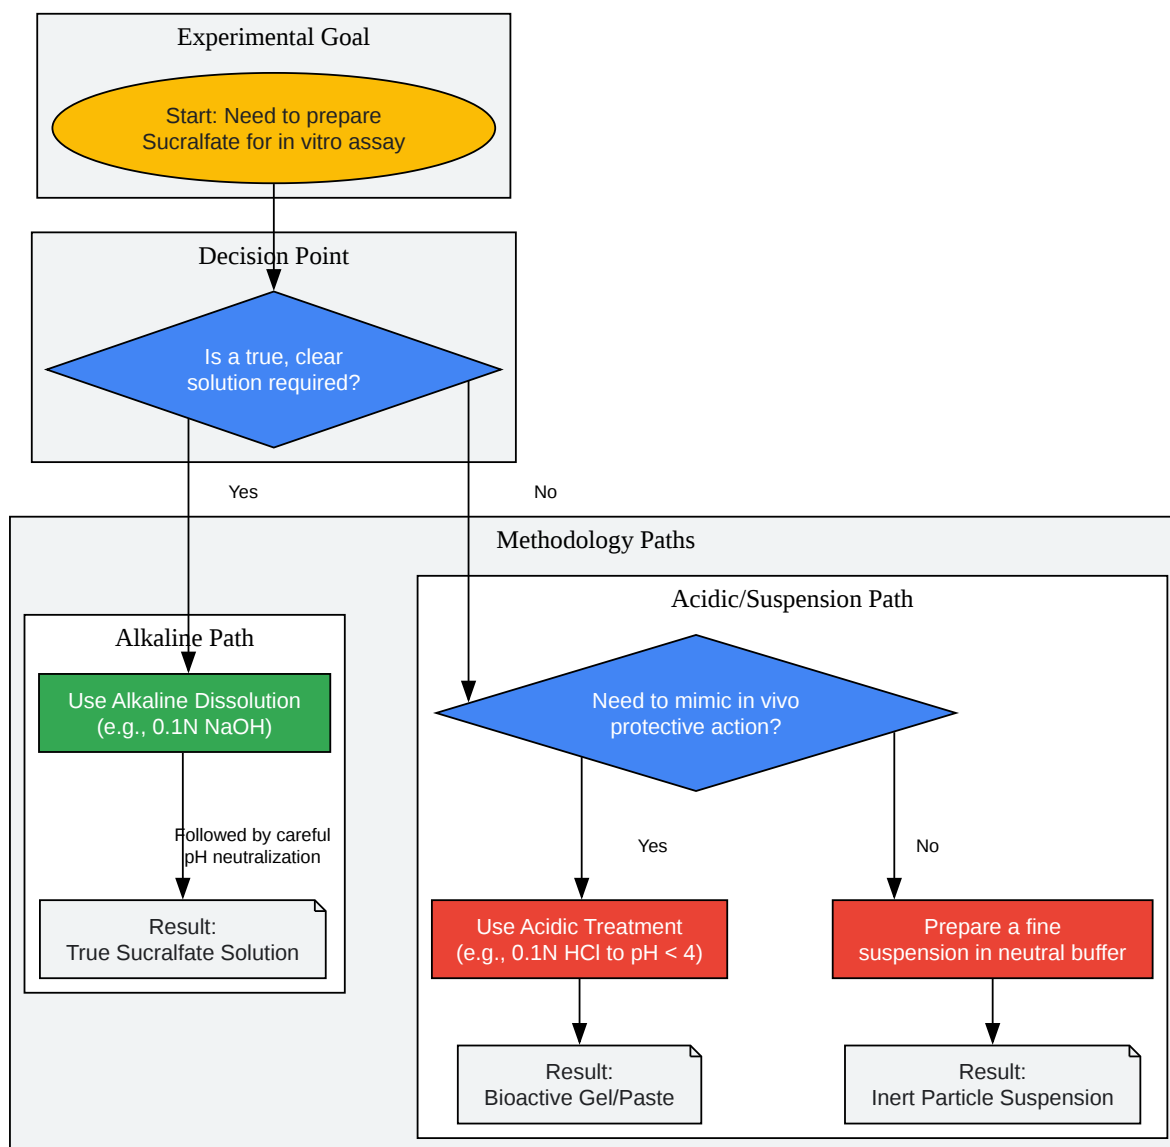 Experimental Goal
Start: Need to prepare
Sucralfate for in vitro assay
Decision Point
Is a true, clear
solution required?
Yes
No
Methodology Paths
Alkaline Path
Use Alkaline Dissolution
(e.g., 0.1N NaOH)
Followed by careful
pH neutralization
Result:
True Sucralfate Solution
Acidic/Suspension Path
Need to mimic in vivo
protective action?
Yes
No
Use Acidic Treatment
(e.g., 0.1N HCl to pH < 4)
Prepare a fine
suspension in neutral buffer
Result:
Bioactive Gel/Paste
Result:
Inert Particle Suspension